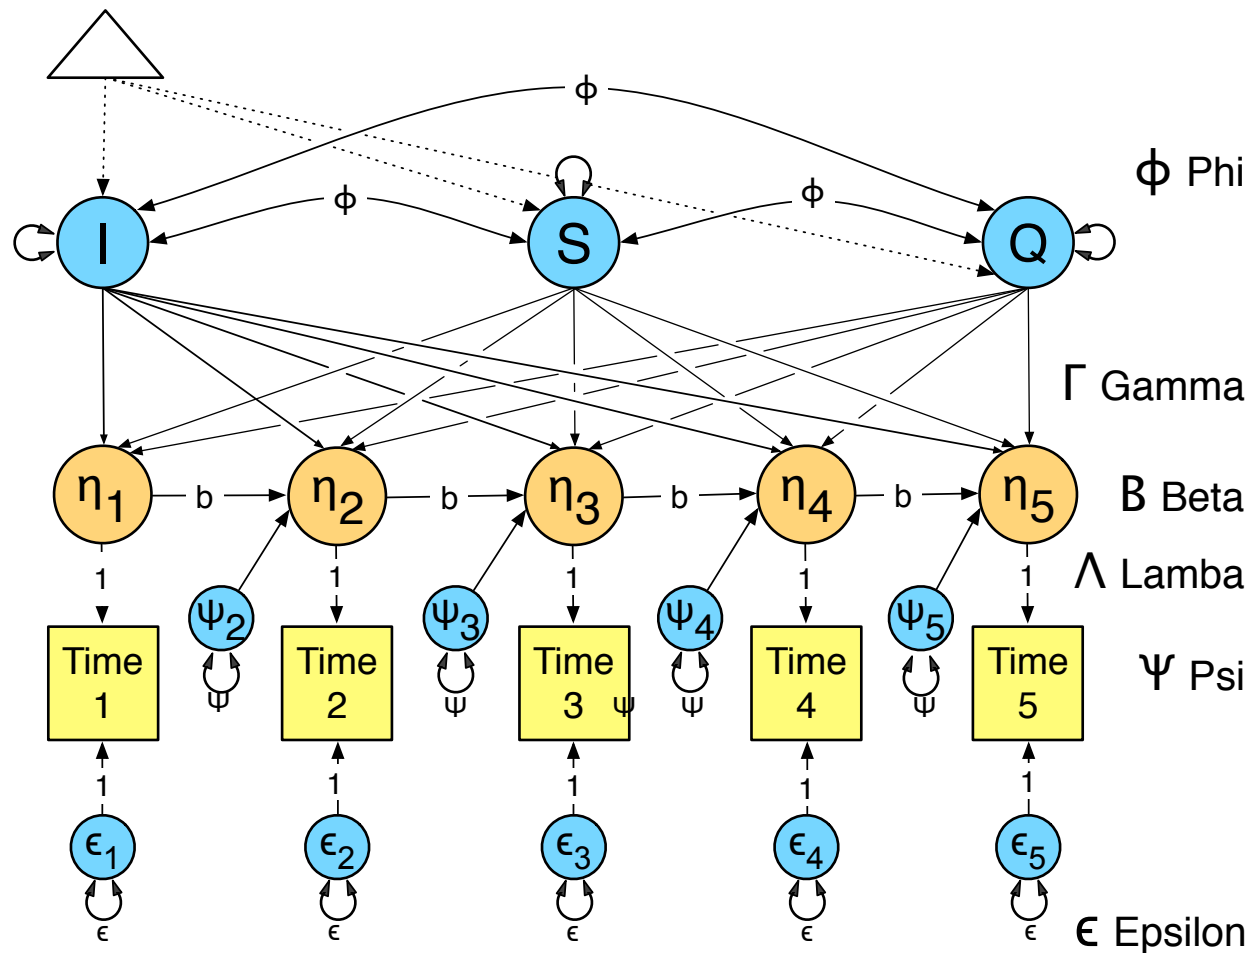 ϕ
ϕ Phi
ϕ
ϕ
I
S
Q
Γ Gamma
η1
b
η2
b
η3
b
η4
b
η5
B Beta
1
1
1
1
1
Λ Lamba
ψ2
ψ3
ψ4
ψ5
Time 1
Time 2
Time 3
Time 4
Time 5
Ψ Psi
Ψ
Ψ
Ψ
Ψ
Ψ
1
1
1
1
1
ϵ1
ϵ2
ϵ3
ϵ4
ϵ5
ϵ
ϵ
ϵ
ϵ
ϵ
ϵ Epsilon